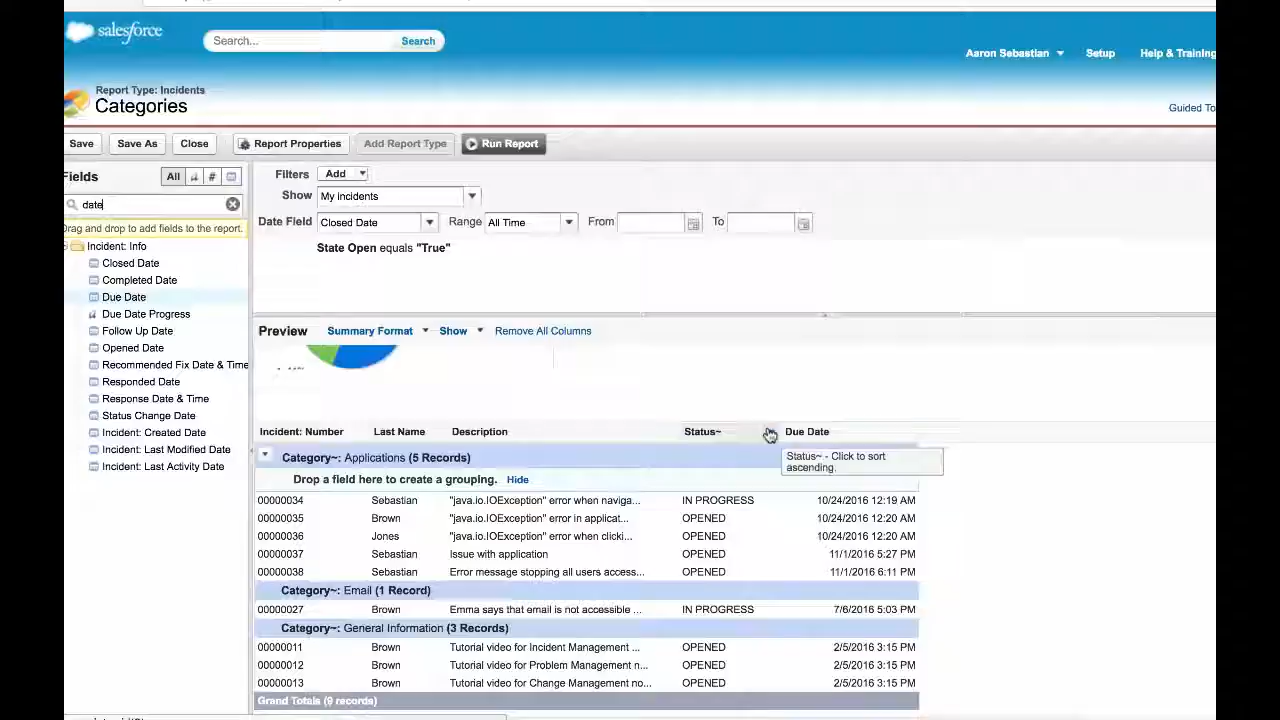 salesforce
Search... Search
Aaron Sebastian Setup Help & Training
Report Type: Incidents
Categories
Guided To
Save Save As Close Report Properties Add Report Type Run Report
Fields All #
date
Drag and drop to add fields to the report.
Incident: Info
Closed Date
Completed Date
Due Date
Due Date Progress
Follow Up Date
Opened Date
Recommended Fix Date & Time
Responded Date
Response Date & Time
Status Change Date
Incident: Created Date
Incident: Last Modified Date
Incident: Last Activity Date
Filters Add
Show My incidents
Date Field Closed Date Range All Time From To
State Open equals "True"
Preview Summary Format Show Remove All Columns
Incident: Number Last Name Description Status~ Due Date
Status~ - Click to sort
ascending.
Category~: Applications (5 Records)
Drop a field here to create a grouping. Hide
00000034 Sebastian "java.io.IOException" error when naviga... IN PROGRESS 10/24/2016 12:19 AM
00000035 Brown "java.io.IOException" error in applicat... OPENED 10/24/2016 12:20 AM
00000036 Jones "java.io.IOException" error when clicki... OPENED 10/24/2016 12:20 AM
00000037 Sebastian Issue with application OPENED 11/1/2016 5:27 PM
00000038 Sebastian Error message stopping all users access... OPENED 11/1/2016 6:11 PM
Category~: Email (1 Record)
00000027 Brown Emma says that email is not accessible ... IN PROGRESS 7/6/2016 5:03 PM
Category~: General Information (3 Records)
00000011 Brown Tutorial video for Incident Management ... OPENED 2/5/2016 3:15 PM
00000012 Brown Tutorial video for Problem Management n... OPENED 2/5/2016 3:15 PM
00000013 Brown Tutorial video for Change Management no... OPENED 2/5/2016 3:15 PM
Grand Totals (9 records)